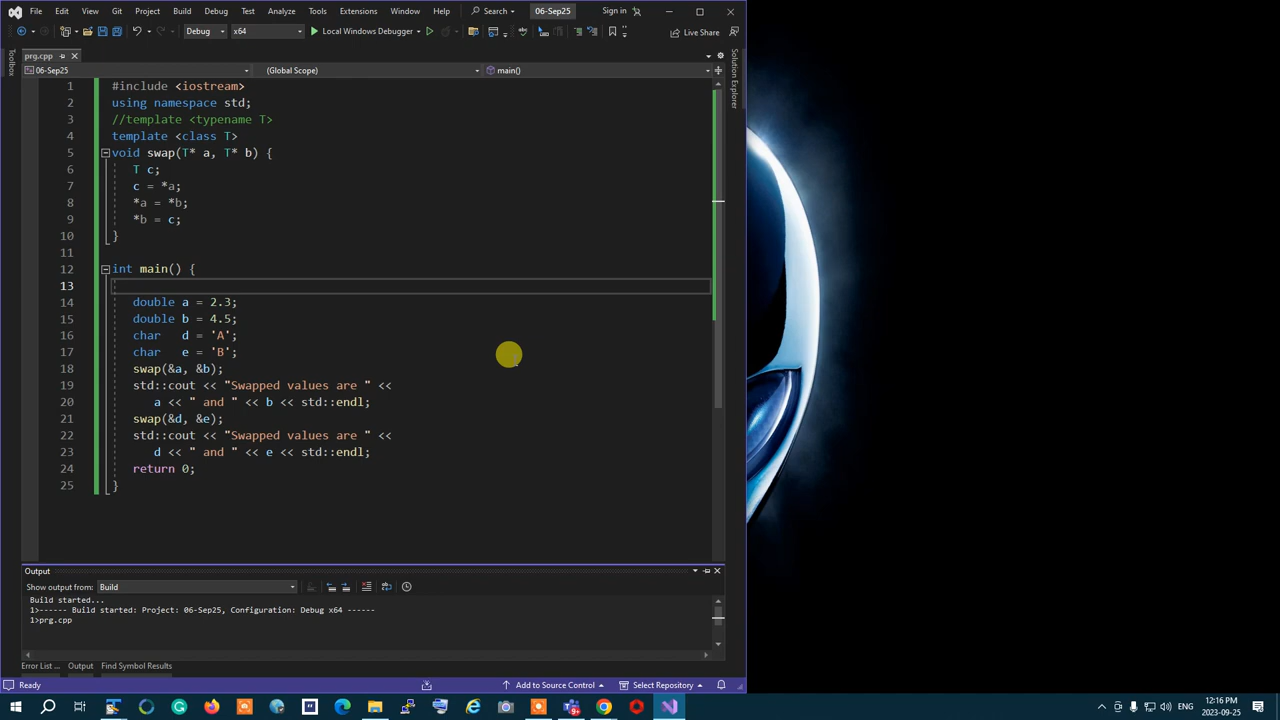 File Edit View Git Project Build Debug Test Analyze Tools Extensions Window Help Search 06-Sep25 Sign in
Debug x64 Local Windows Debugger Live Share
prg.cpp
06-Sep25 (Global Scope) main()
Toolbox
Solution Explorer
1 #include <iostream>
2 using namespace std;
3 //template <typename T>
4 template <class T>
5 void swap(T* a, T* b) {
6 T c;
7 c = *a;
8 *a = *b;
9 *b = c;
10 }
11
12 int main() {
13
14 double a = 2.3;
15 double b = 4.5;
16 char d = 'A';
17 char e = 'B';
18 swap(&a, &b);
19 std::cout << "Swapped values are " <<
20 a << " and " << b << std::endl;
21 swap(&d, &e);
22 std::cout << "Swapped values are " <<
23 d << " and " << e << std::endl;
24 return 0;
25 }
Output
Show output from: Build
Build started...
1>------ Build started: Project: 06-Sep25, Configuration: Debug x64 ------
1>prg.cpp
Error List ... Output Find Symbol Results
Ready Add to Source Control Select Repository
ENG 12:16 PM
2023-09-25